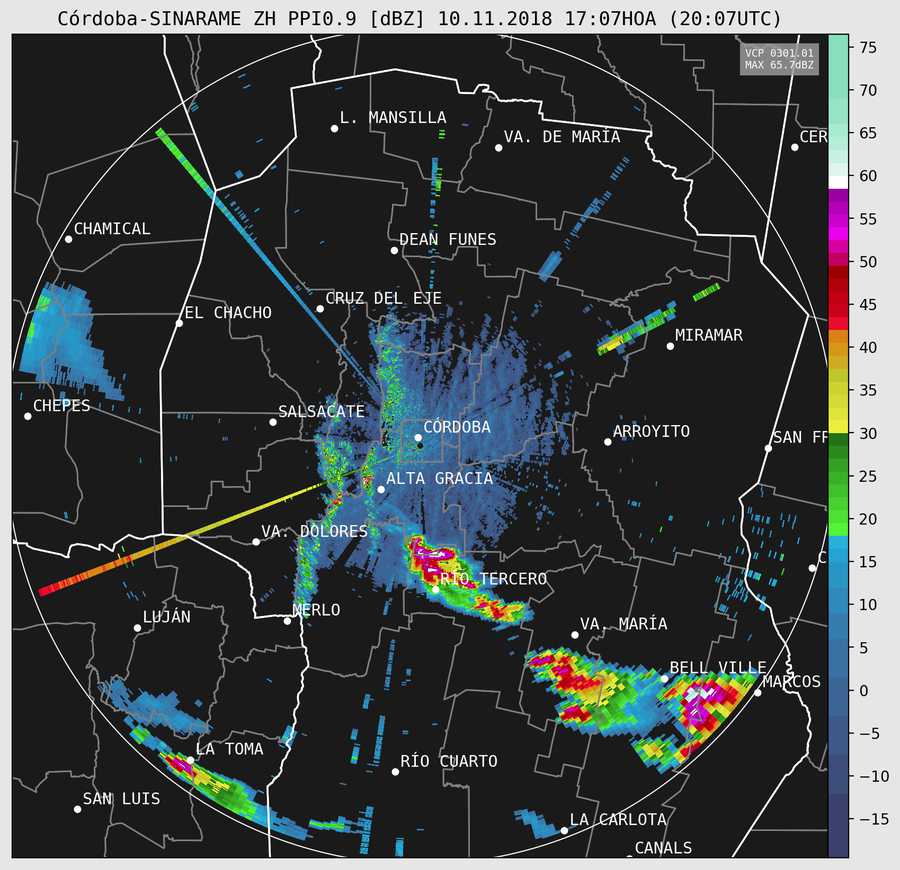 Córdoba-SINARAME ZH PPI0.9 [dBZ] 10.11.2018 17:07HOA (20:07UTC)
VCP 0301.01
MAX 65.7dBZ
L. MANSILLA
VA. DE MARÍA
CER
CHAMICAL
DEAN FUNES
EL CHACHO
CRUZ DEL EJE
MIRAMAR
CHEPES
SALSACATE
CÓRDOBA
ARROYITO
SAN FR
ALTA GRACIA
VA. DOLORES
C
RÍO TERCERO
LUJÁN
MERLO
VA. MARÍA
BELL VILLE
MARCOS
LA TOMA
RÍO CUARTO
SAN LUIS
LA CARLOTA
CANALS
75
70
65
60
55
50
45
40
35
30
25
20
15
10
5
0
−5
−10
−15